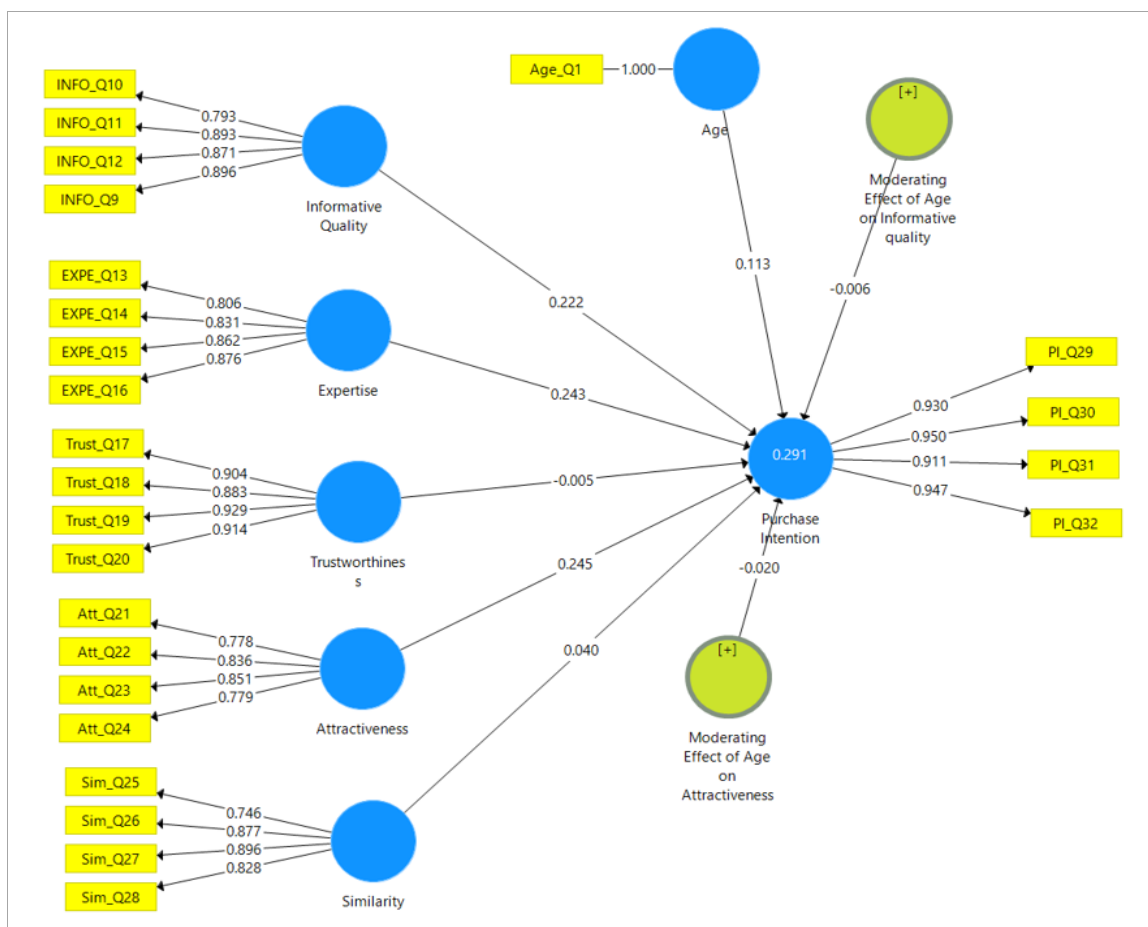 Age_Q1
1.000
Age
[+]
Moderating
Effect of Age
on Informative
quality
INFO_Q10
INFO_Q11
INFO_Q12
INFO_Q9
0.793
0.893
0.871
0.896
Informative
Quality
EXPE_Q13
EXPE_Q14
EXPE_Q15
EXPE_Q16
0.806
0.831
0.862
0.876
Expertise
Trust_Q17
Trust_Q18
Trust_Q19
Trust_Q20
0.904
0.883
0.929
0.914
Trustworthines
s
Att_Q21
Att_Q22
Att_Q23
Att_Q24
0.778
0.836
0.851
0.779
Attractiveness
Sim_Q25
Sim_Q26
Sim_Q27
Sim_Q28
0.746
0.877
0.896
0.828
Similarity
0.113
-0.006
0.222
0.243
-0.005
0.245
0.040
-0.020
0.291
Purchase
Intention
0.930
0.950
0.911
0.947
PI_Q29
PI_Q30
PI_Q31
PI_Q32
[+]
Moderating
Effect of Age
on
Attractiveness